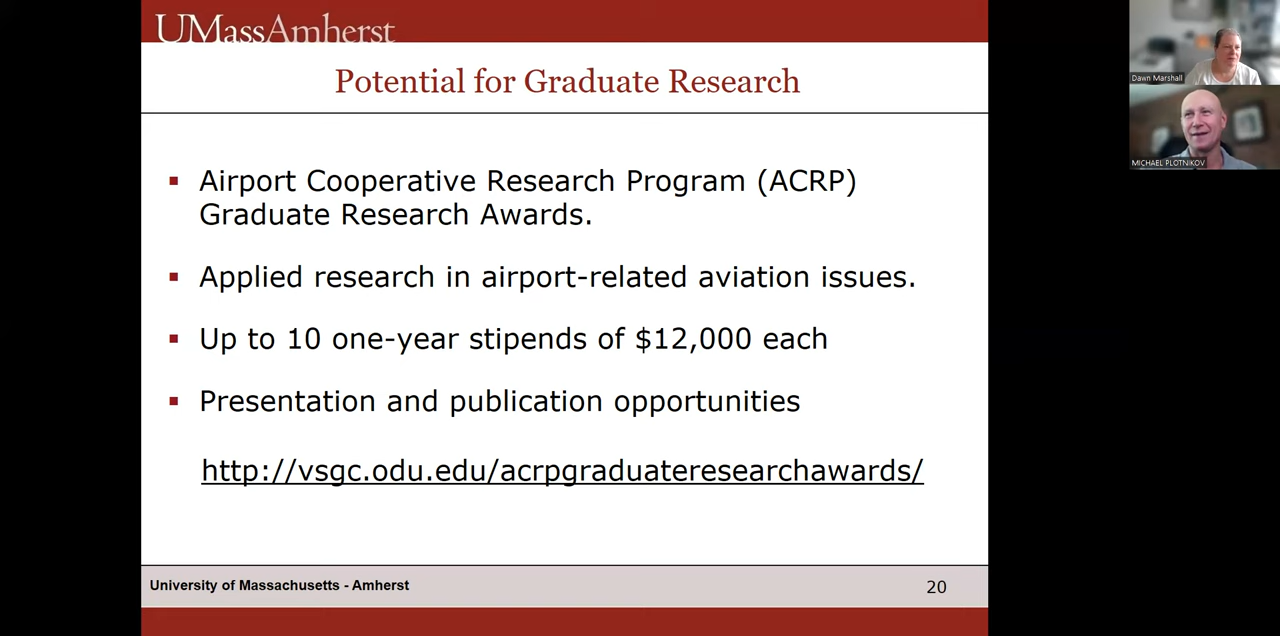 UMassAmherst
Potential for Graduate Research
Airport Cooperative Research Program (ACRP)
Graduate Research Awards.
Applied research in airport-related aviation issues.
Up to 10 one-year stipends of $12,000 each
Presentation and publication opportunities
http://vsgc.odu.edu/acrpgraduateresearchawards/
University of Massachusetts - Amherst
20
Dawn Marshall
MICHAEL PLOTNIKOV